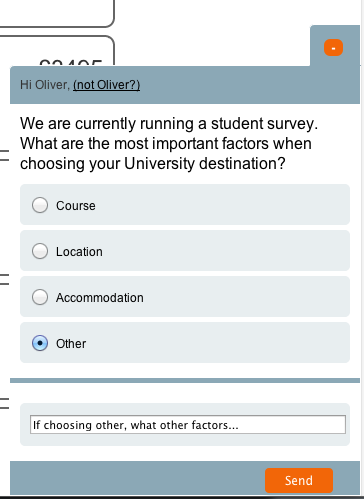 Hi Oliver, (not Oliver?)
We are currently running a student survey.
What are the most important factors when
choosing your University destination?
Course
Location
Accommodation
Other
If choosing other, what other factors...
Send